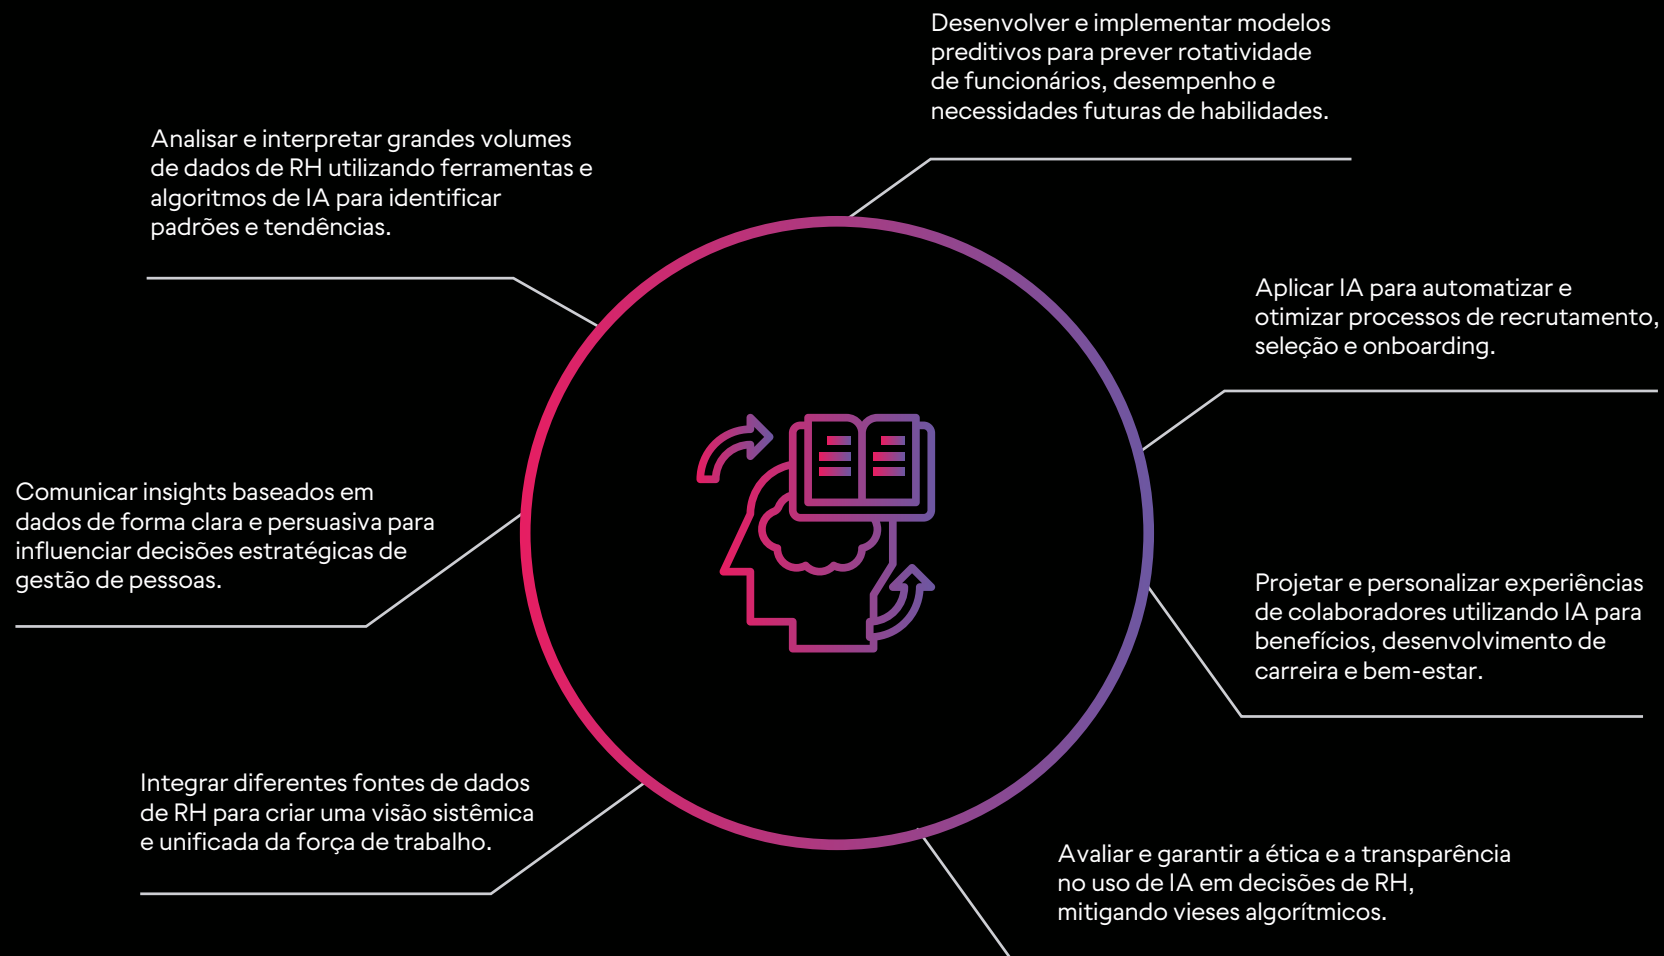 Desenvolver e implementar modelos
preditivos para prever rotatividade
de funcionários, desempenho e
necessidades futuras de habilidades.
Analisar e interpretar grandes volumes
de dados de RH utilizando ferramentas e
algoritmos de IA para identificar
padrões e tendências.
Aplicar IA para automatizar e
otimizar processos de recrutamento,
seleção e onboarding.
Comunicar insights baseados em
dados de forma clara e persuasiva para
influenciar decisões estratégicas de
gestão de pessoas.
Projetar e personalizar experiências
de colaboradores utilizando IA para
benefícios, desenvolvimento de
carreira e bem-estar.
Integrar diferentes fontes de dados
de RH para criar uma visão sistêmica
e unificada da força de trabalho.
Avaliar e garantir a ética e a transparência
no uso de IA em decisões de RH,
mitigando vieses algorítmicos.